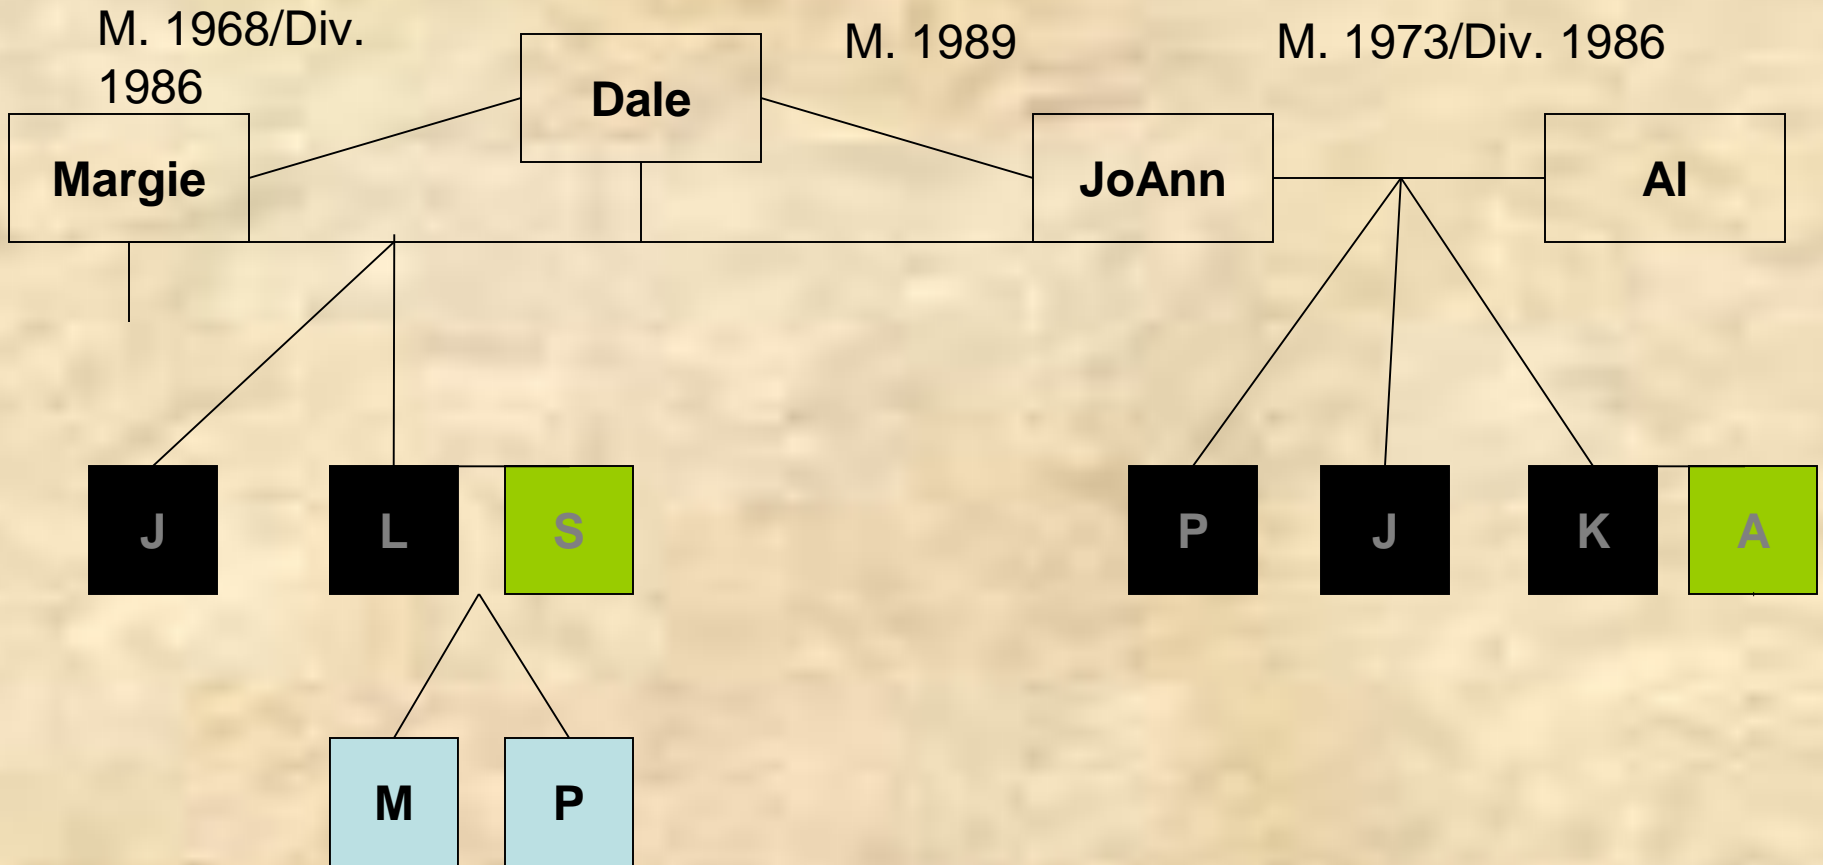 M. 1968/Div.
1986
M. 1989
M. 1973/Div. 1986
Dale
Margie
JoAnn
Al
J
L
S
P
J
K
A
M
P